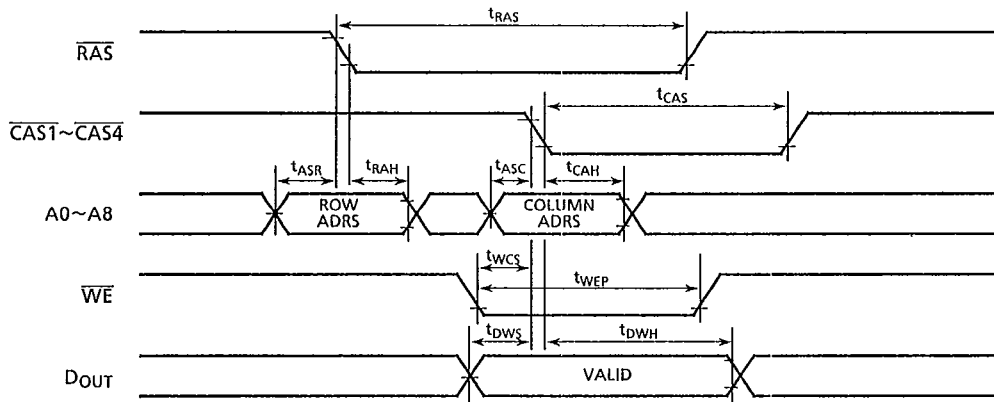 tRAS
RAS
tCAS
CAS1~CAS4
tASR
tRAH
tASC
tCAH
A0~A8
ROW
ADRS
COLUMN
ADRS
tWCS
tWEP
WE
tDWS
tDWH
DOUT
VALID